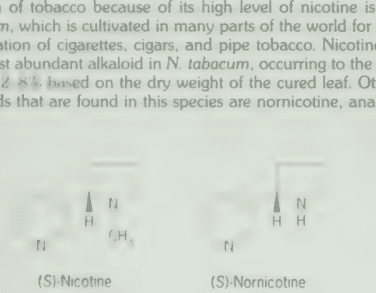 of tobacco because of its high level of nicotine is
m, which is cultivated in many parts of the world for
ation of cigarettes, cigars, and pipe tobacco. Nicotine
st abundant alkaloid in N. tabacum, occurring to the
based on the dry weight of the cured leaf. Ot
ds that are found in this species are nornicotine, ana
N N
H H H
CH3
N N
(S)-Nicotine (S)-Nornicotine